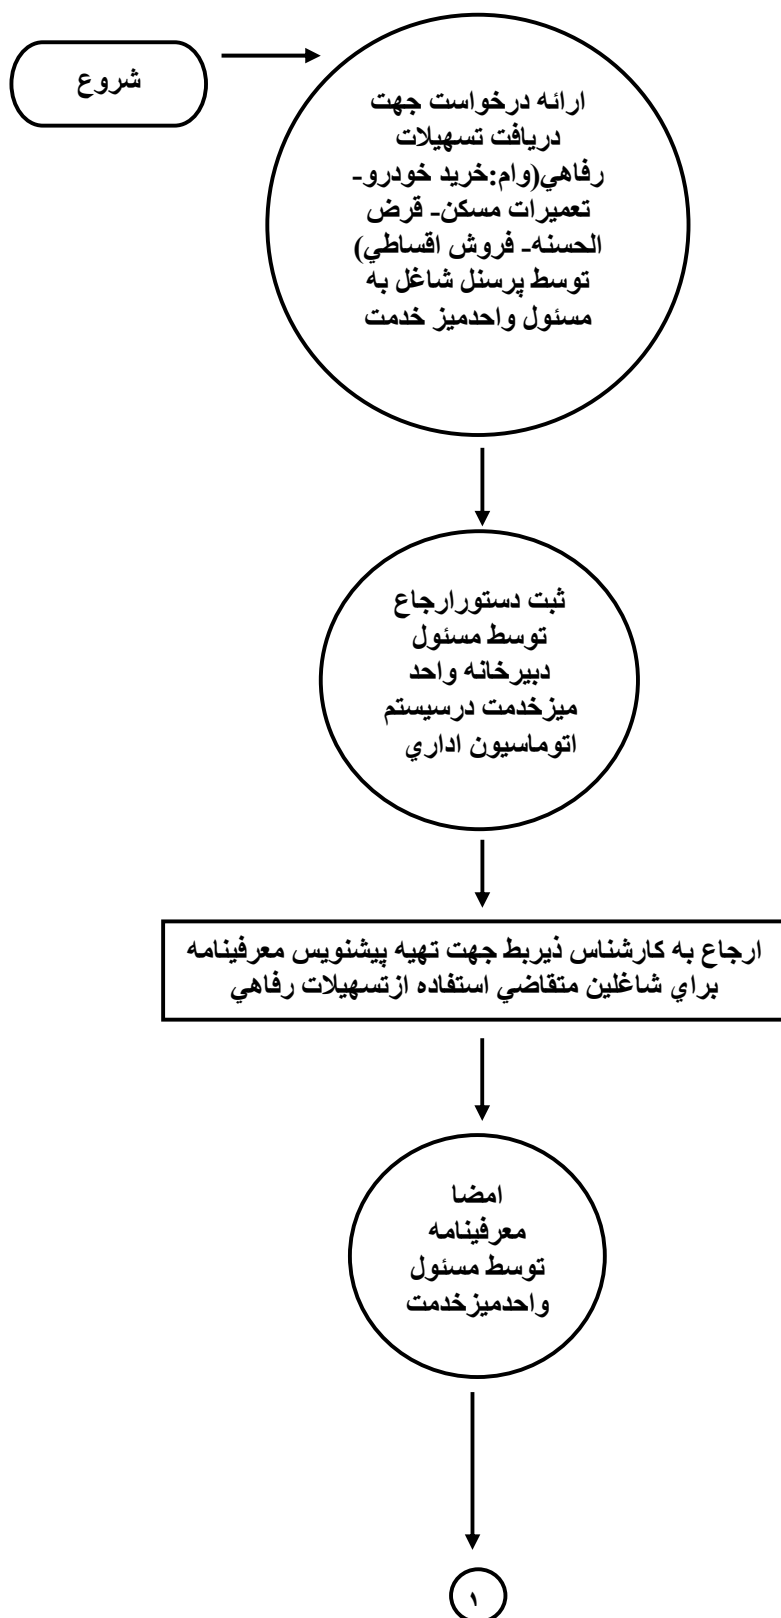 شروع
ارائه درخواست جهت
دريافت تسهيلات
رفاهي(وام:خريد خودرو-
تعميرات مسكن- قرض
الحسنه- فروش اقساطي)
توسط پرسنل شاغل به
مسئول واحدميز خدمت
ثبت دستورارجاع
توسط مسئول
دبيرخانه واحد
ميزخدمت درسيستم
اتوماسيون اداري
ارجاع به كارشناس ذيربط جهت تهيه پيشنويس معرفينامه
براي شاغلين متقاضي استفاده ازتسهيلات رفاهي
امضا
معرفينامه
توسط مسئول
واحدميزخدمت
۱